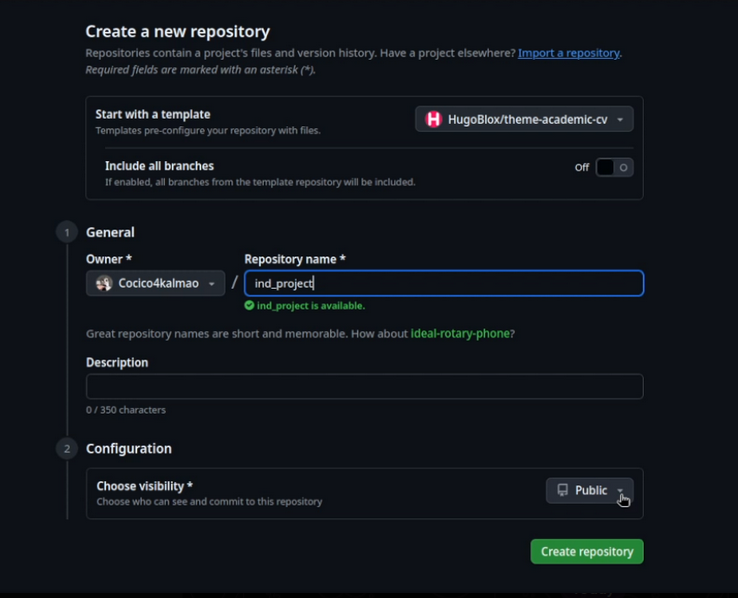 Create a new repository
Repositories contain a project's files and version history. Have a project elsewhere? Import a repository.
Required fields are marked with an asterisk (*).
Start with a template
Templates pre-configure your repository with files.
H HugoBlox/theme-academic-cv
Include all branches
If enabled, all branches from the template repository will be included.
Off
1 General
Owner *
Repository name *
Cocico4kalmao / ind_project
ind_project is available.
Great repository names are short and memorable. How about ideal-rotary-phone?
Description
0 / 350 characters
2 Configuration
Choose visibility *
Choose who can see and commit to this repository
Public
Create repository